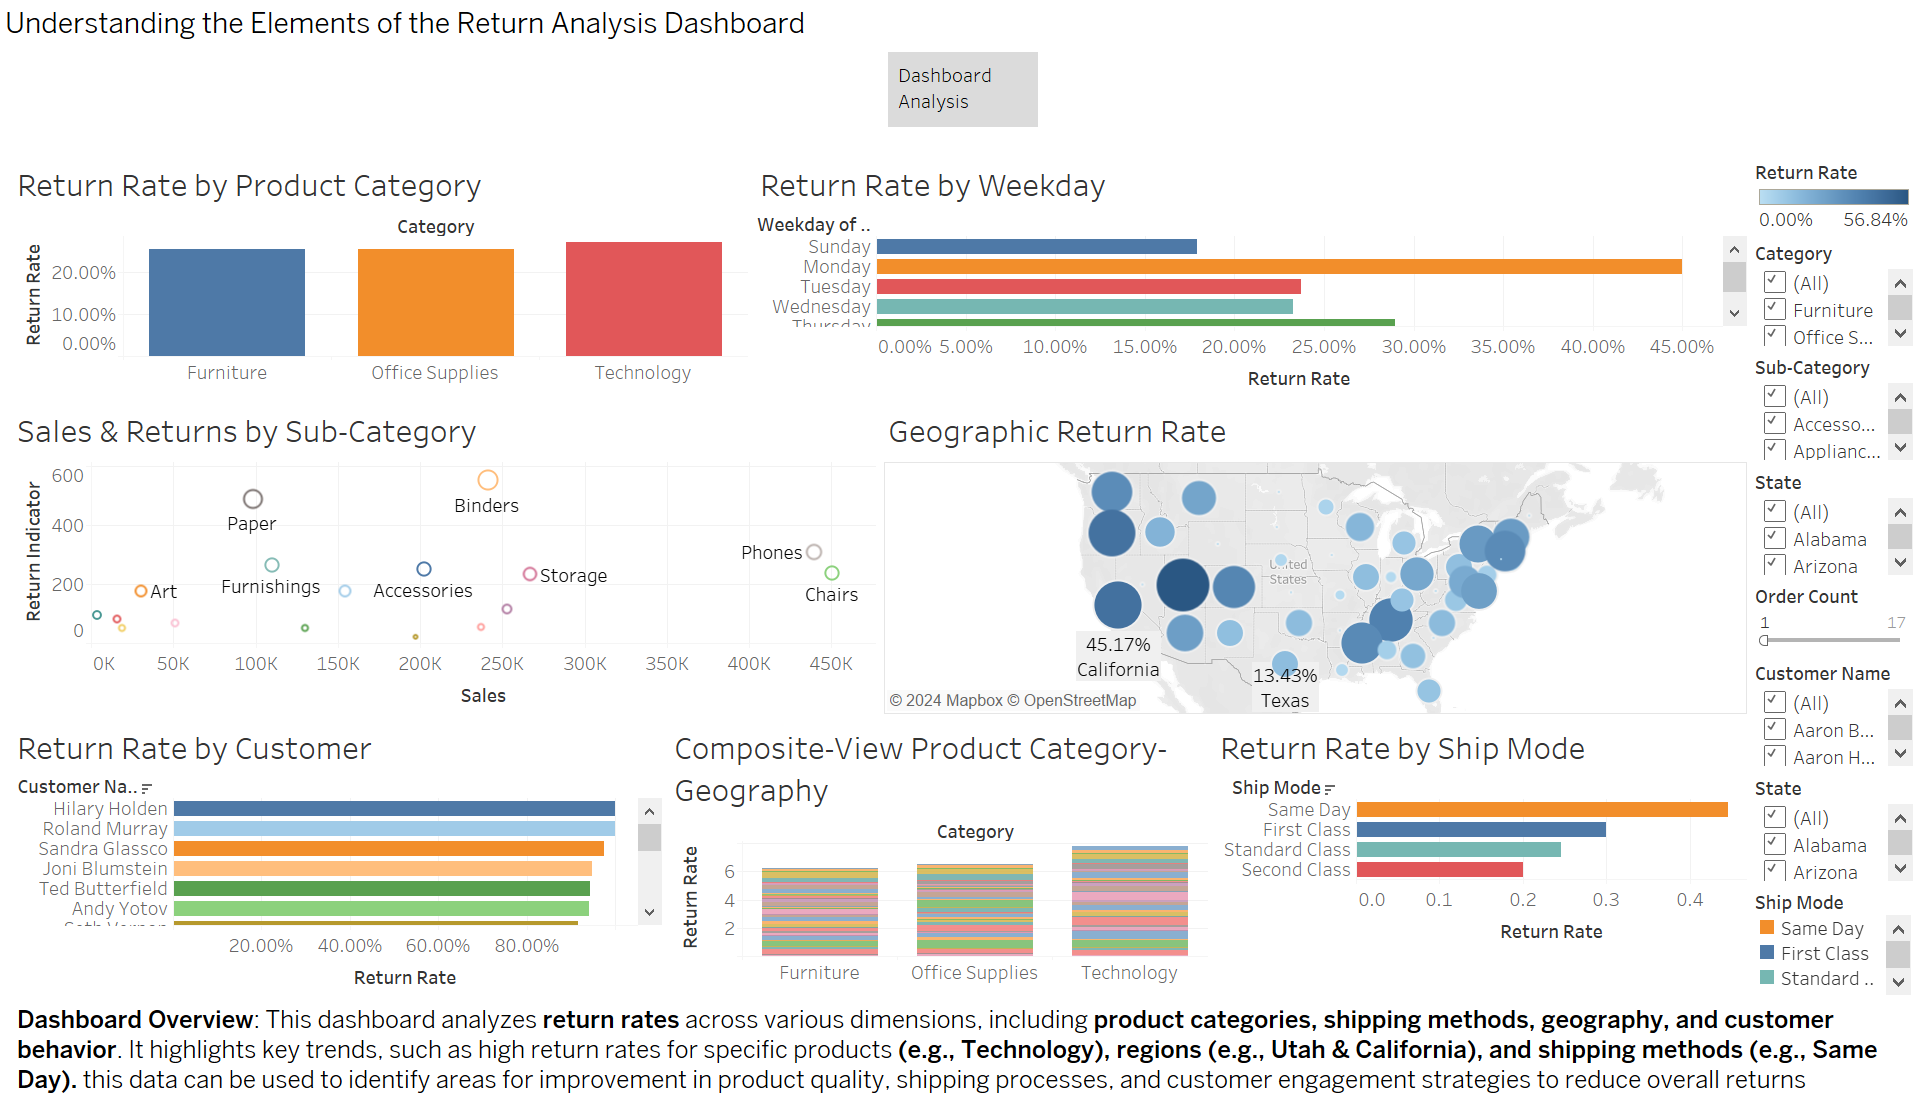 Understanding the Elements of the Return Analysis Dashboard
Dashboard
Analysis
Return Rate by Product Category
Category
Return Rate
20.00%
10.00%
0.00%
Furniture
Office Supplies
Technology
Return Rate by Weekday
Weekday of ..
Sunday
Monday
Tuesday
Wednesday
Thursday
0.00% 5.00% 10.00% 15.00% 20.00% 25.00% 30.00% 35.00% 40.00% 45.00%
Return Rate
Return Rate
0.00% 56.84%
Category
(All)
Furniture
Office S...
Sub-Category
(All)
Accesso...
Applianc...
State
(All)
Alabama
Arizona
Order Count
1 17
Customer Name
(All)
Aaron B...
Aaron H...
State
(All)
Alabama
Arizona
Ship Mode
Same Day
First Class
Standard ..
Sales & Returns by Sub-Category
Return Indicator
600
400
200
0
Binders
Paper
Phones
Furnishings
Accessories
Storage
Art
Chairs
0K 50K 100K 150K 200K 250K 300K 350K 400K 450K
Sales
Geographic Return Rate
United
States
45.17%
California
13.43%
Texas
© 2024 Mapbox © OpenStreetMap
Return Rate by Customer
Customer Na..
Hilary Holden
Roland Murray
Sandra Glassco
Joni Blumstein
Ted Butterfield
Andy Yotov
20.00% 40.00% 60.00% 80.00%
Return Rate
Composite-View Product Category-
Geography
Category
Return Rate
6
4
2
Furniture
Office Supplies
Technology
Return Rate by Ship Mode
Ship Mode
Same Day
First Class
Standard Class
Second Class
0.0 0.1 0.2 0.3 0.4
Return Rate
Dashboard Overview: This dashboard analyzes return rates across various dimensions, including product categories, shipping methods, geography, and customer
behavior. It highlights key trends, such as high return rates for specific products (e.g., Technology), regions (e.g., Utah & California), and shipping methods (e.g., Same
Day). this data can be used to identify areas for improvement in product quality, shipping processes, and customer engagement strategies to reduce overall returns